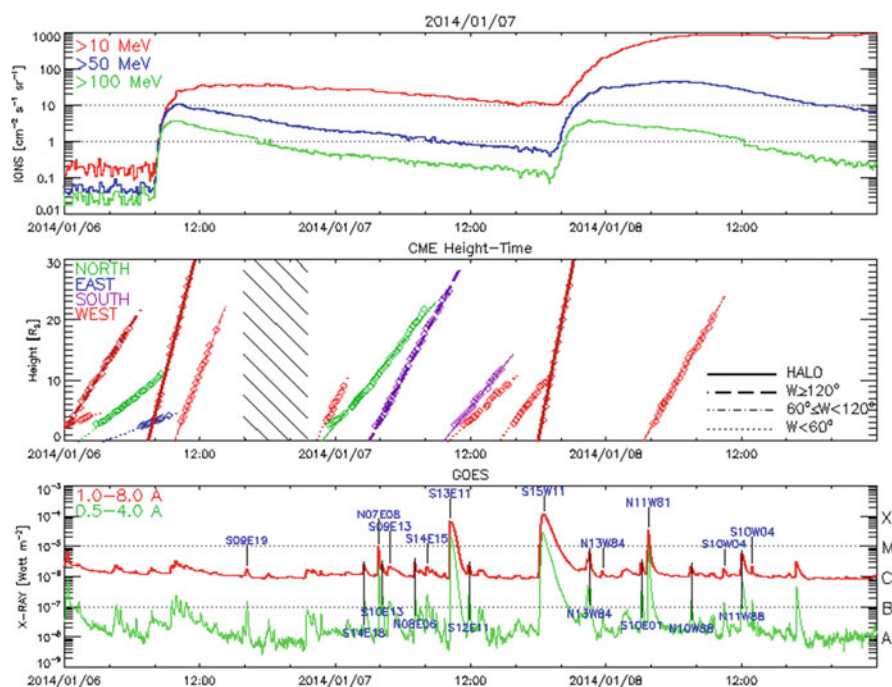 2014/01/07
>10 MeV
>50 MeV
>100 MeV
IONS [cm⁻² s⁻¹ sr⁻¹]
1000
100
10
1
0.1
0.01
2014/01/06 12:00 2014/01/07 12:00 2014/01/08 12:00
CME Height-Time
NORTH
EAST
SOUTH
WEST
Height [Rs]
30
20
10
0
HALO
W≥120°
60°≤W<120°
W<60°
2014/01/06 12:00 2014/01/07 12:00 2014/01/08 12:00
GOES
1.0-8.0 A
0.5-4.0 A
X-RAY [Watt m⁻²]
10⁻³
10⁻⁴
10⁻⁵
10⁻⁶
10⁻⁷
10⁻⁸
10⁻⁹
X
M
C
B
A
S09E19
N07E08
S09E13
S14E15
S13E11
S15W11
N13W84
N11W81
S10W04
S10W04
S14E18
S10E13
N08E06
S12E11
N13W84
S10E01
N10W88
N11W88
2014/01/06 12:00 2014/01/07 12:00 2014/01/08 12:00